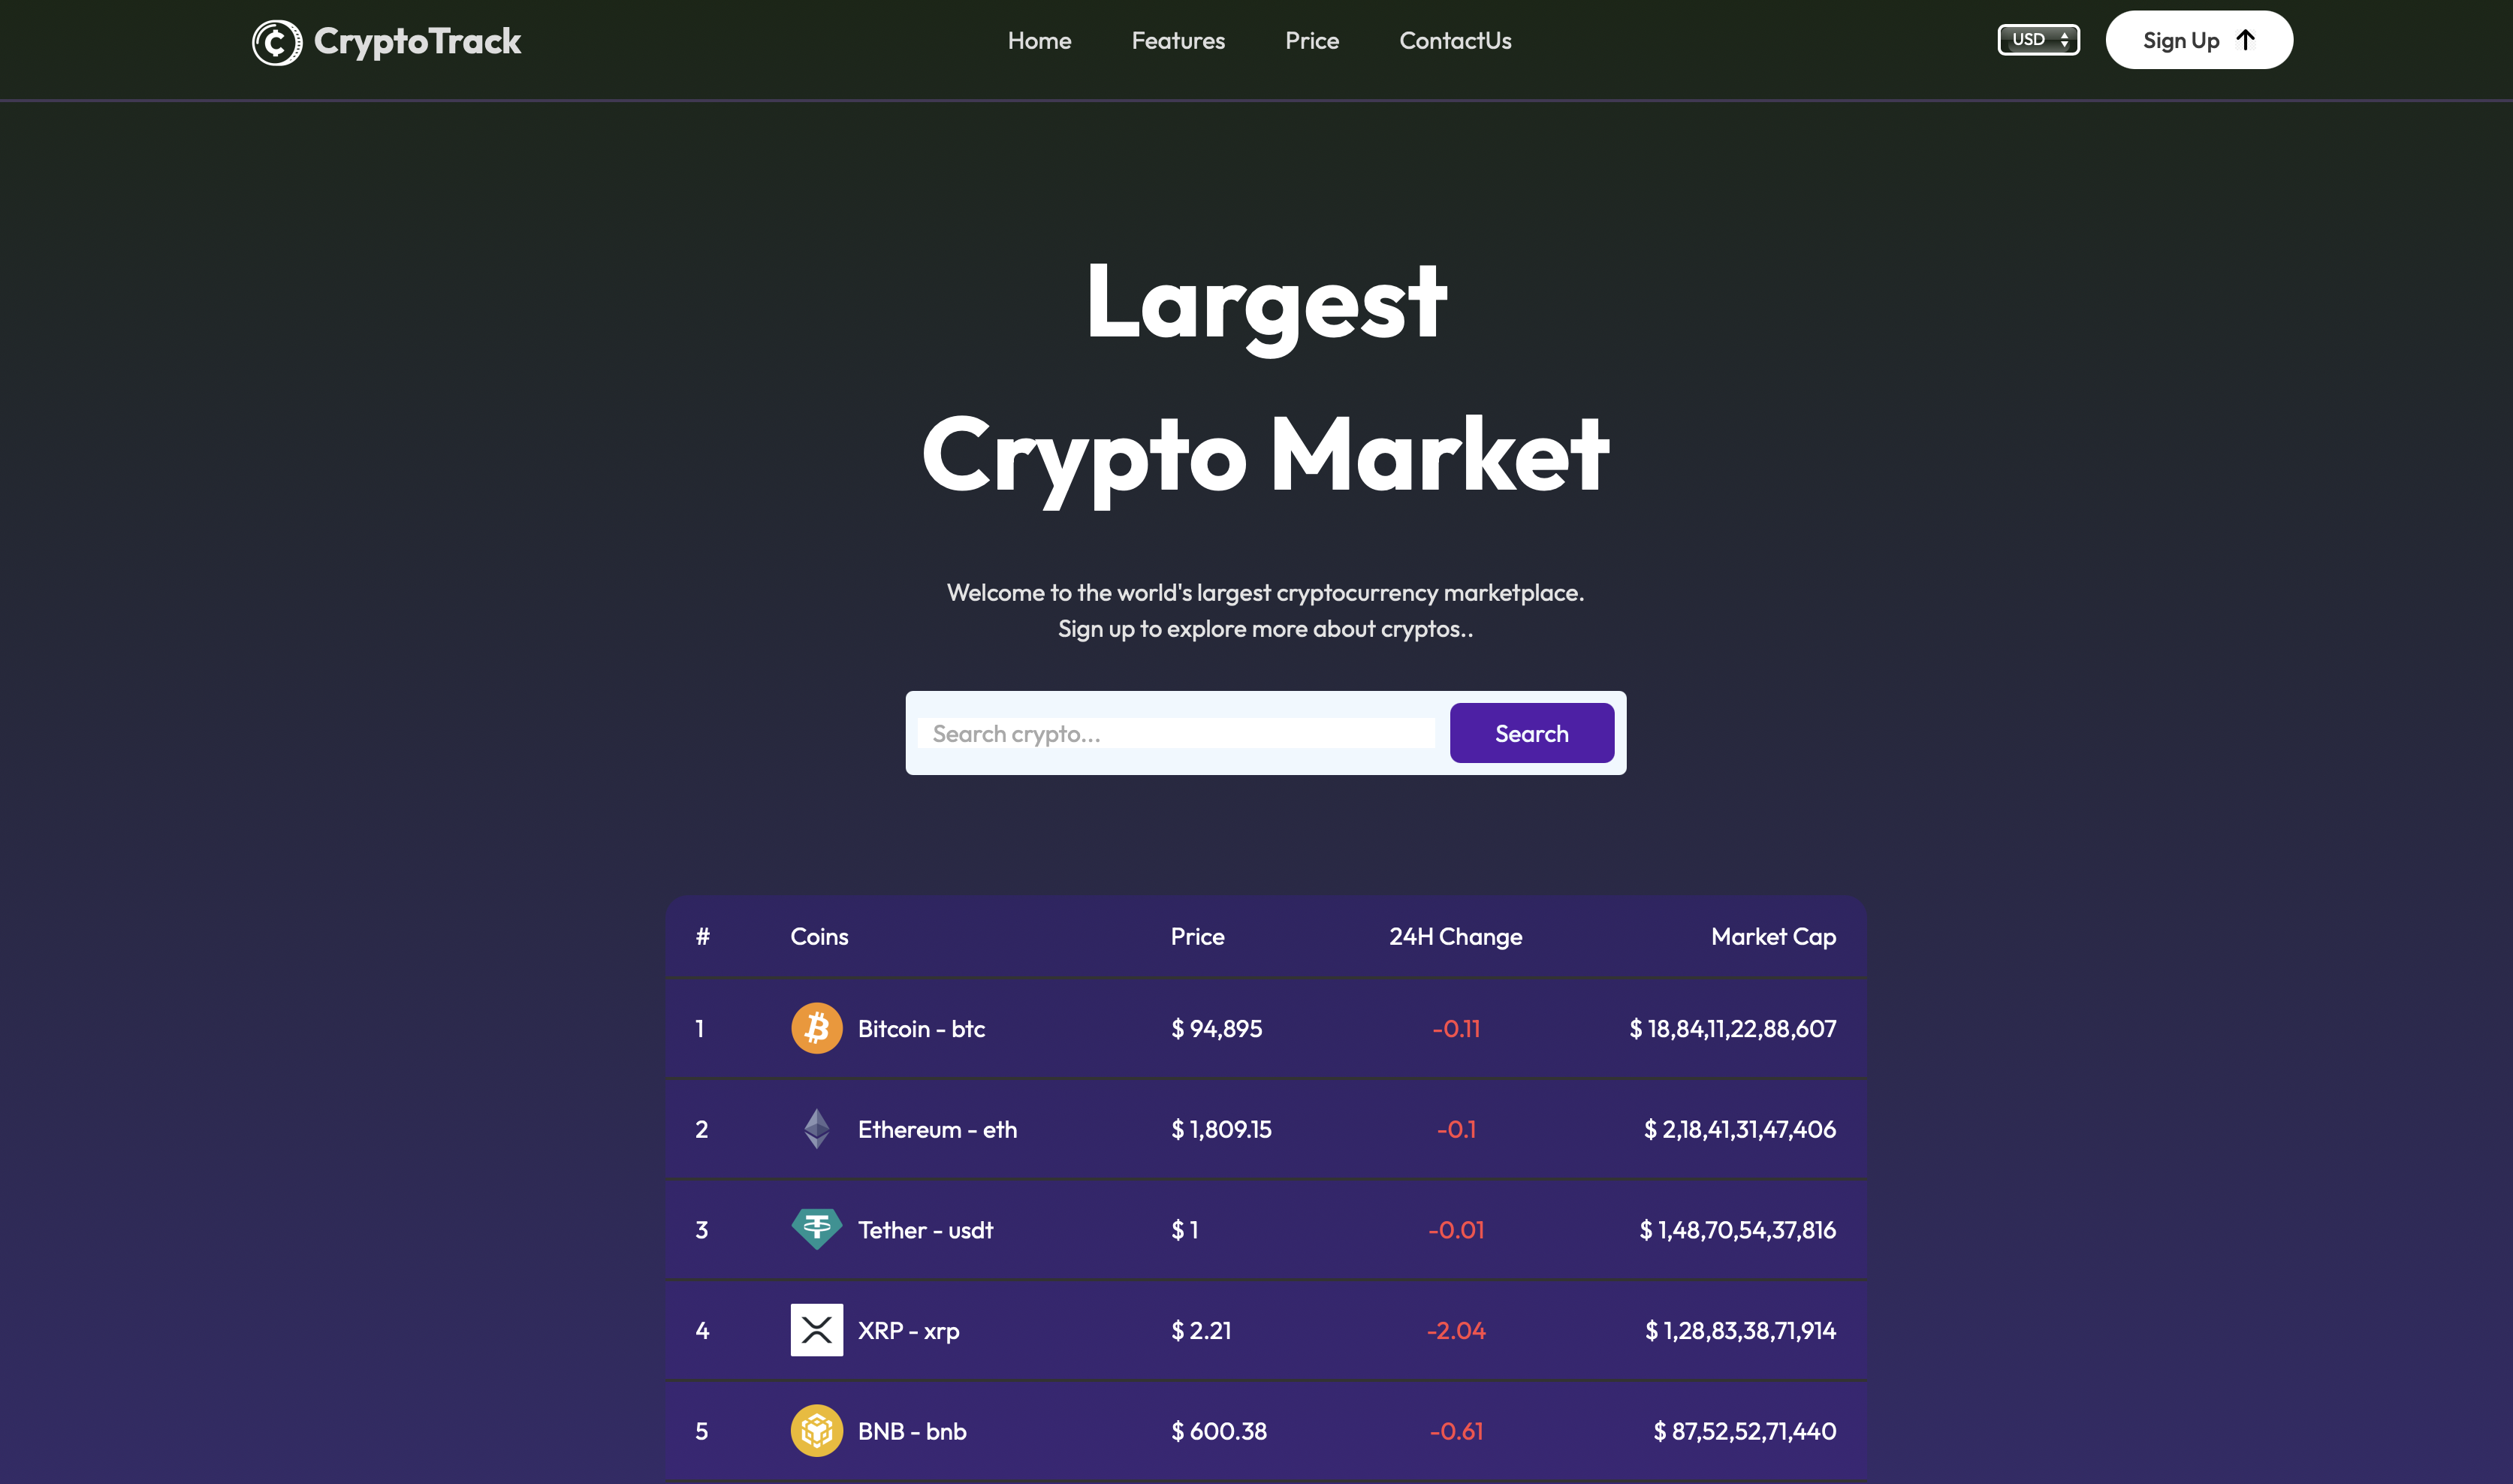 CryptoTrack
Home Features Price ContactUs
USD
Sign Up
Largest
Crypto Market
Welcome to the world's largest cryptocurrency marketplace.
Sign up to explore more about cryptos..
Search crypto...
Search
# Coins Price 24H Change Market Cap
1 Bitcoin - btc $ 94,895 -0.11 $ 18,84,11,22,88,607
2 Ethereum - eth $ 1,809.15 -0.1 $ 2,18,41,31,47,406
3 Tether - usdt $ 1 -0.01 $ 1,48,70,54,37,816
4 XRP - xrp $ 2.21 -2.04 $ 1,28,83,38,71,914
5 BNB - bnb $ 600.38 -0.61 $ 87,52,52,71,440